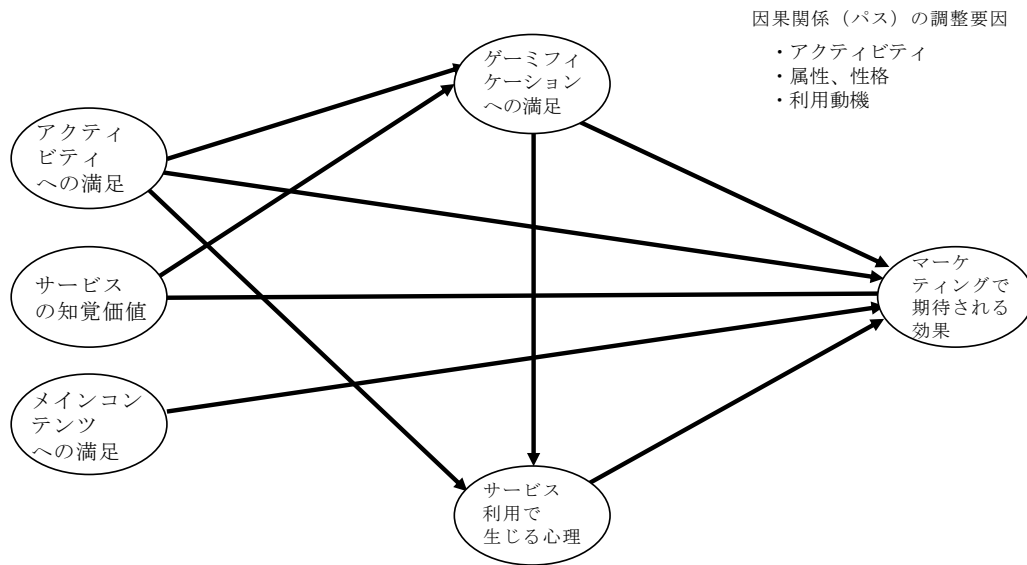 因果関係（パス）の調整要因
・アクティビティ
・属性、性格
・利用動機
ゲーミフィ
ケーション
への満足
アクティ
ビティ
への満足
サービス
の知覚価値
マーケ
ティングで
期待される
効果
メインコン
テンツ
への満足
サービス
利用で
生じる心理